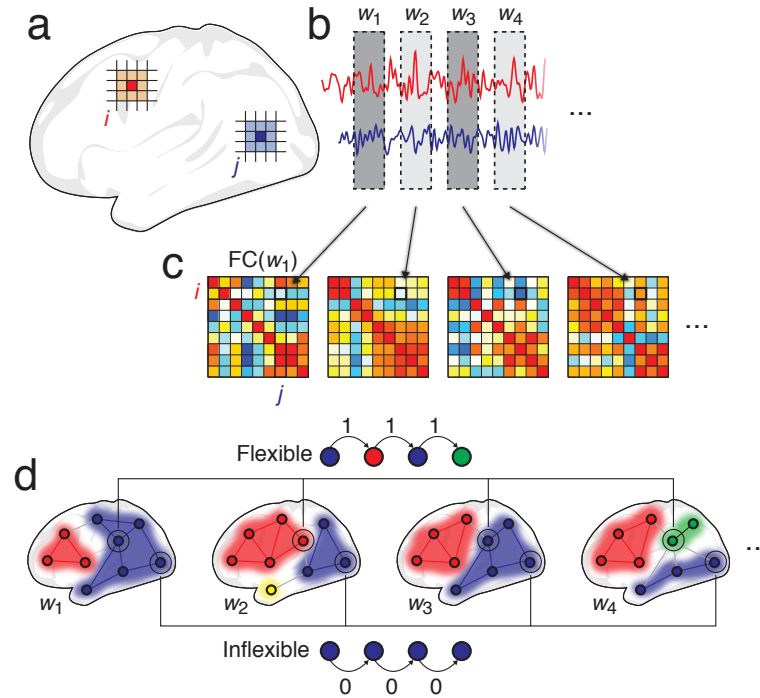 a
b
w1 w2 w3 w4
i
j
...
c
FC(w1)
i
...
j
1 1 1
Flexible
d
w1 w2 w3 w4
...
Inflexible
0 0 0